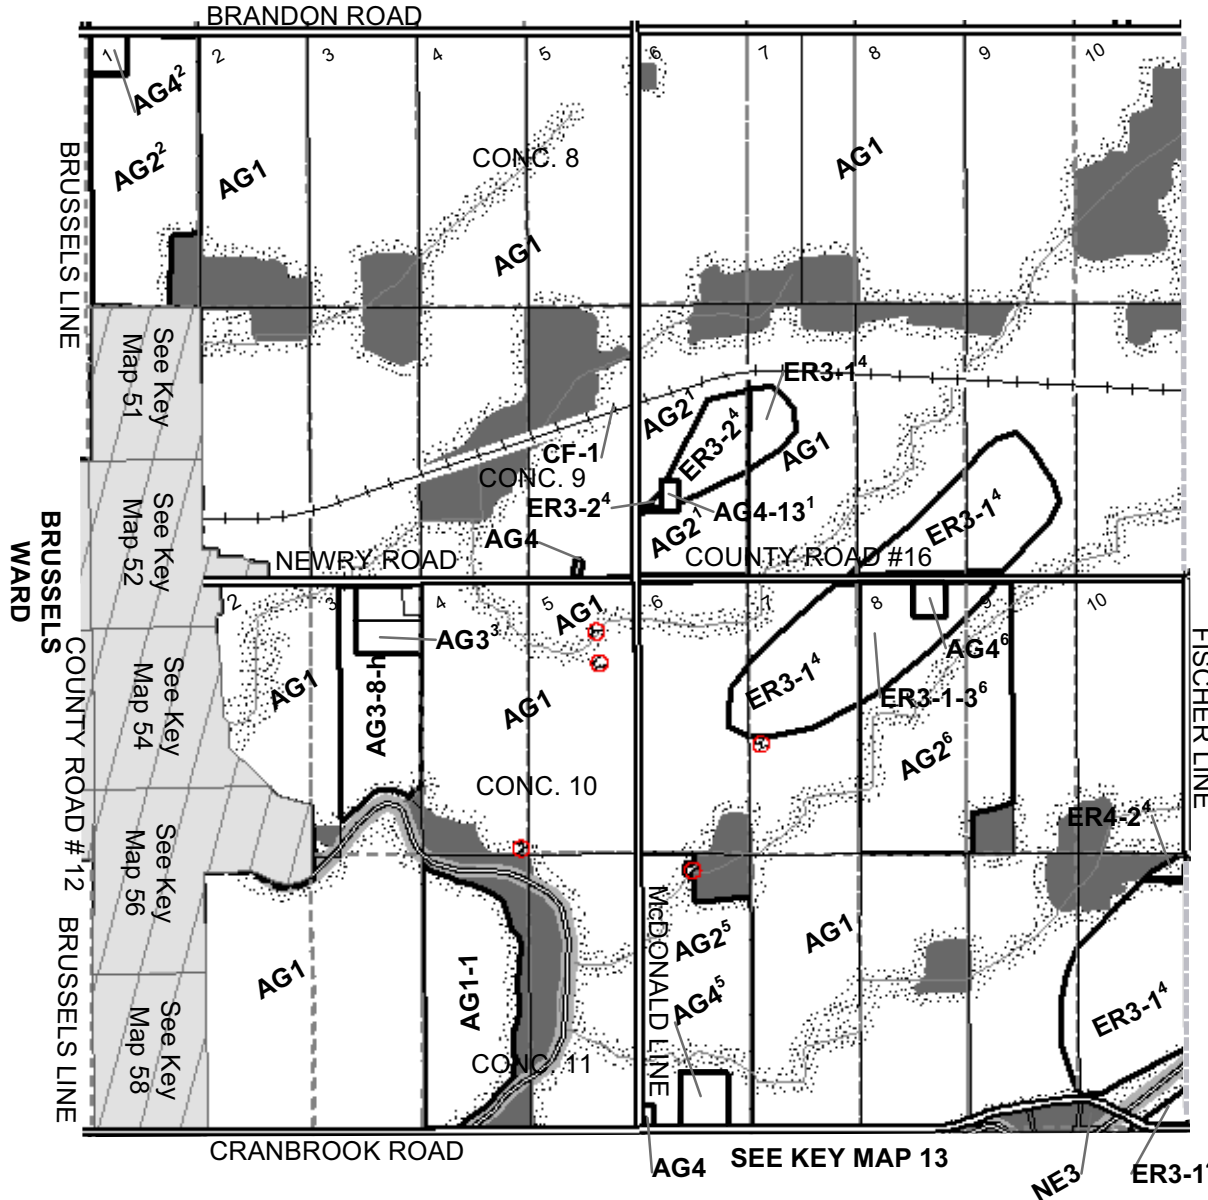 BRANDON ROAD
1
2
3
4
5
6
7
8
9
10
AG4²
AG2²
AG1
CONC. 8
AG1
AG1
BRUSSELS LINE
See Key
Map 51
ER3-1⁴
AG2¹
ER3-2⁴
AG1
CF-1
CONC. 9
ER3-2⁴
AG4-13¹
ER3-1⁴
See Key
Map 52
AG4
AG2¹
NEWRY ROAD
COUNTY ROAD #16
BRUSSELS
WARD
2
3
4
5
6
7
8
9
10
AG1
AG3³
AG4⁶
FISCHER LINE
COUNTY ROAD # 12
See Key
Map 54
AG1
AG3-8-h
AG1
ER3-1⁴
ER3-1-3⁶
AG2⁶
CONC. 10
ER4-2⁴
See Key
Map 56
McDONALD LINE
AG2⁵
AG1
BRUSSELS LINE
AG1
AG1-1
AG4⁵
ER3-1⁴
See Key
Map 58
CONC. 11
CRANBROOK ROAD
AG4
SEE KEY MAP 13
NE3
ER3-1